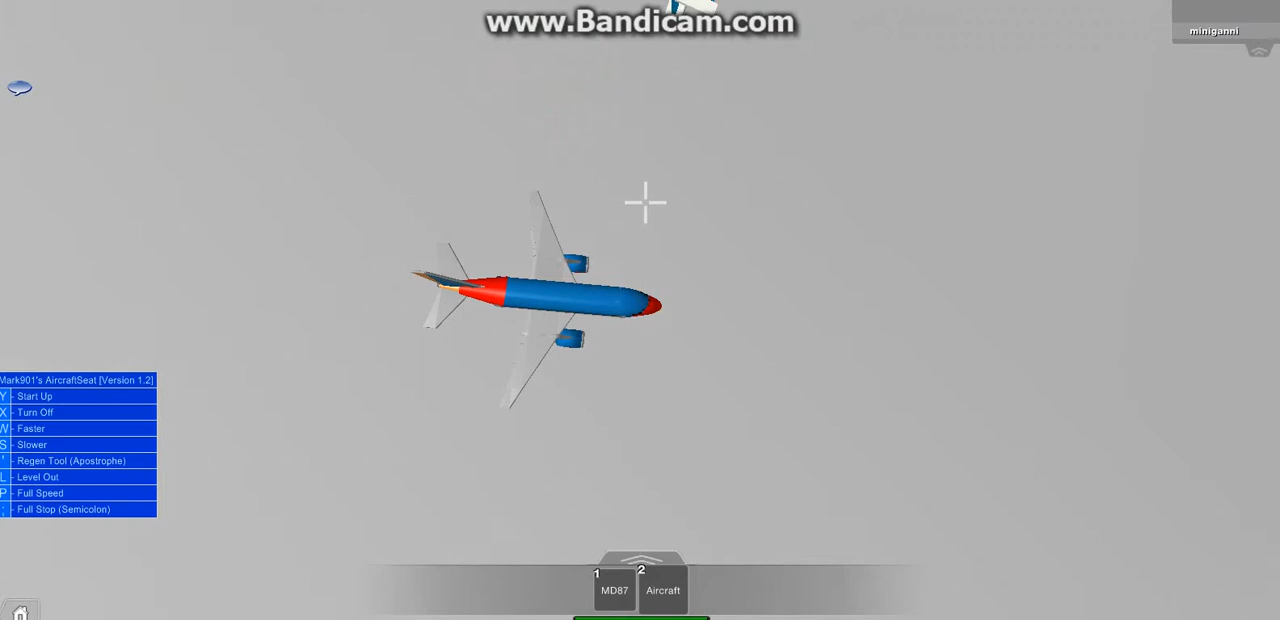 www.Bandicam.com
miniganni
Mark901's AircraftSeat [Version 1.2]
Y - Start Up
X - Turn Off
W - Faster
S - Slower
' - Regen Tool (Apostrophe)
L - Level Out
P - Full Speed
; - Full Stop (Semicolon)
1 2
MD87 Aircraft